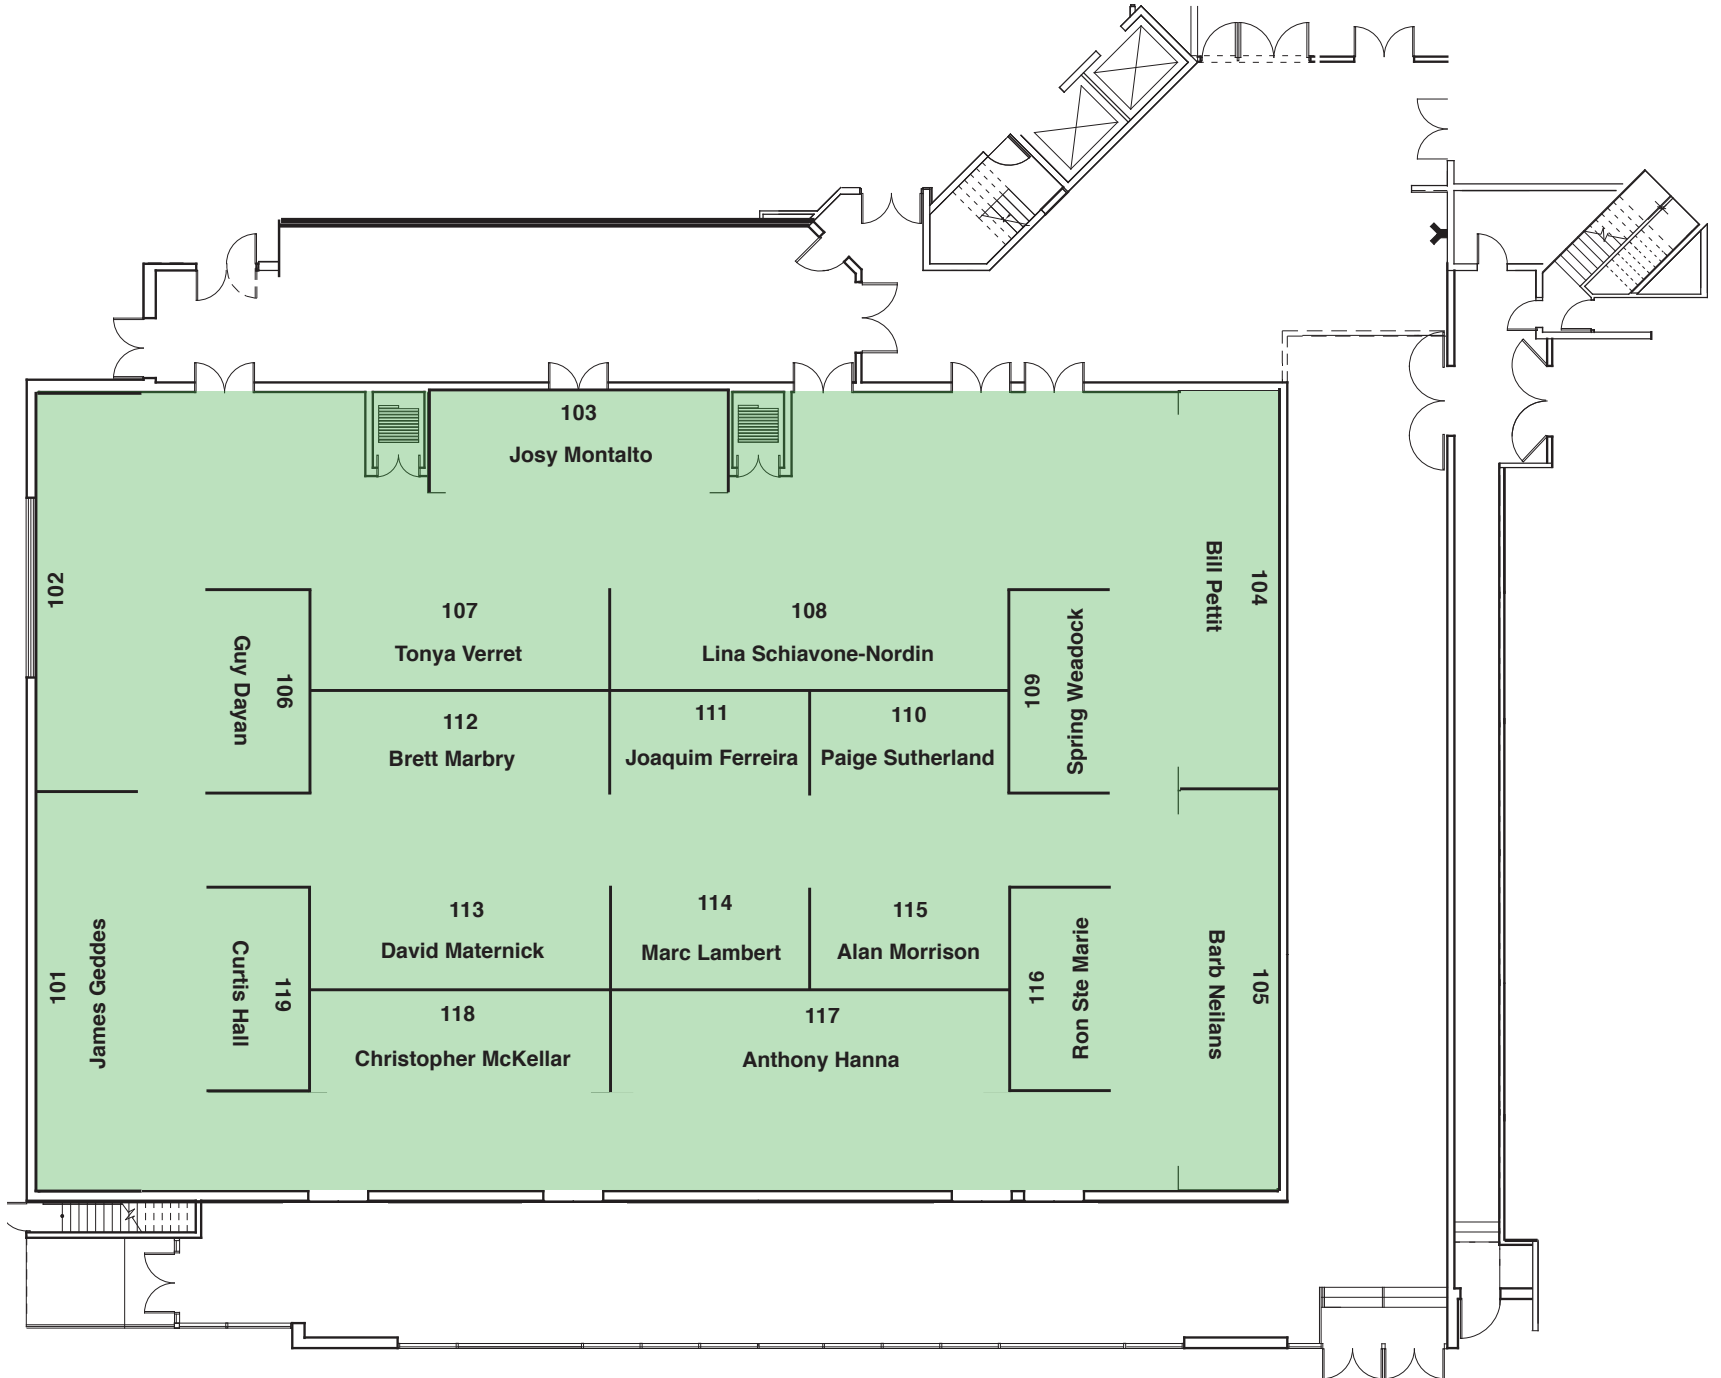 103
Josy Montalto
102
Bill Pettit
104
107
Tonya Verret
108
Lina Schiavone-Nordin
Guy Dayan
106
109
Spring Weadock
112
Brett Marbry
111
Joaquim Ferreira
110
Paige Sutherland
101
James Geddes
Curtis Hall
119
113
David Maternick
114
Marc Lambert
115
Alan Morrison
116
Ron Ste Marie
Barb Neilans
105
118
Christopher McKellar
117
Anthony Hanna